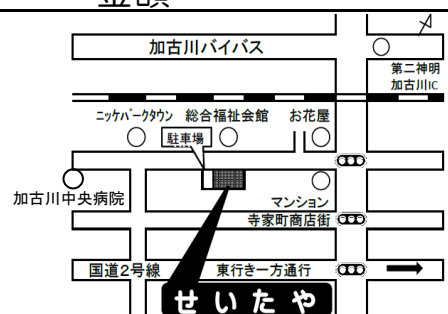 加古川バイパス
第二神明
加古川IC
ニッケパークタウン 総合福祉会館 お花屋
駐車場
加古川中央病院
マンション
寺家町商店街
国道2号線 東行き一方通行
せいたや